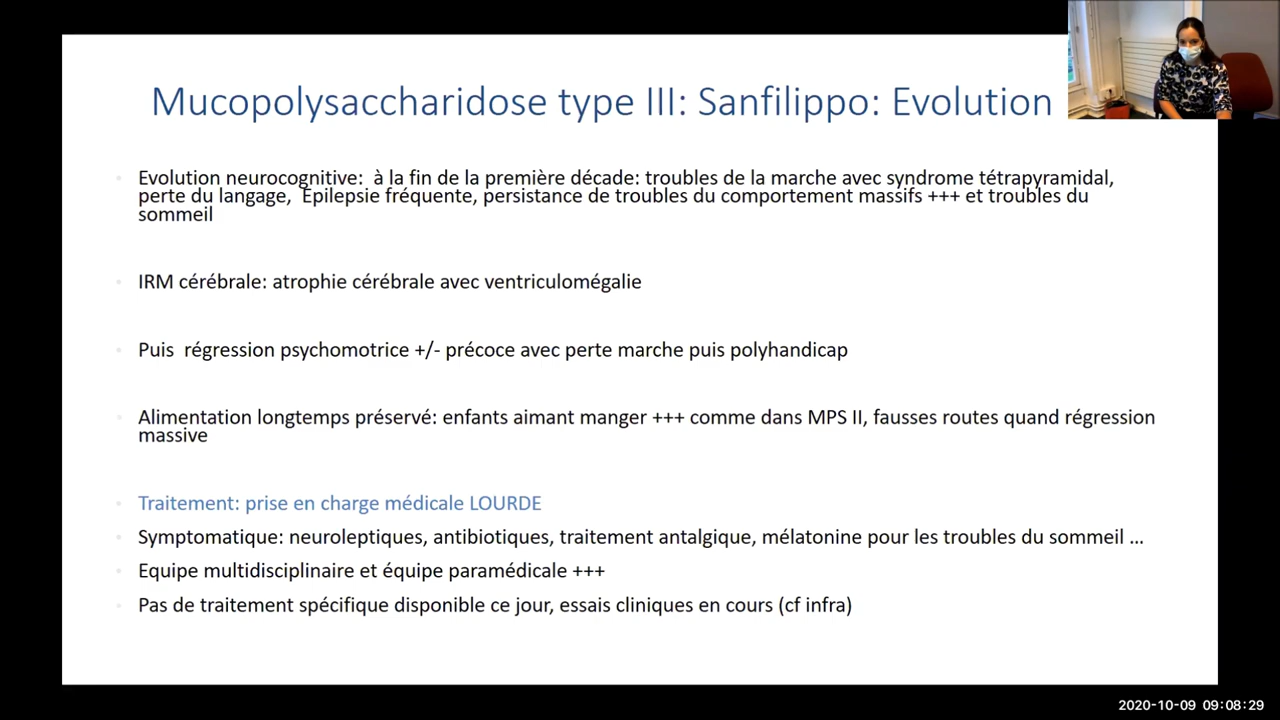 Mucopolysaccharidose type III: Sanfilippo: Evolution
Evolution neurocognitive:  à la fin de la première décade: troubles de la marche avec syndrome tétrapyramidal,
perte du langage,  Epilepsie fréquente, persistance de troubles du comportement massifs +++ et troubles du
sommeil
IRM cérébrale: atrophie cérébrale avec ventriculomégalie
Puis  régression psychomotrice +/- précoce avec perte marche puis polyhandicap
Alimentation longtemps préservé: enfants aimant manger +++ comme dans MPS II, fausses routes quand régression
massive
Traitement: prise en charge médicale LOURDE
Symptomatique: neuroleptiques, antibiotiques, traitement antalgique, mélatonine pour les troubles du sommeil ...
Equipe multidisciplinaire et équipe paramédicale +++
Pas de traitement spécifique disponible ce jour, essais cliniques en cours (cf infra)
2020-10-09 09:08:29